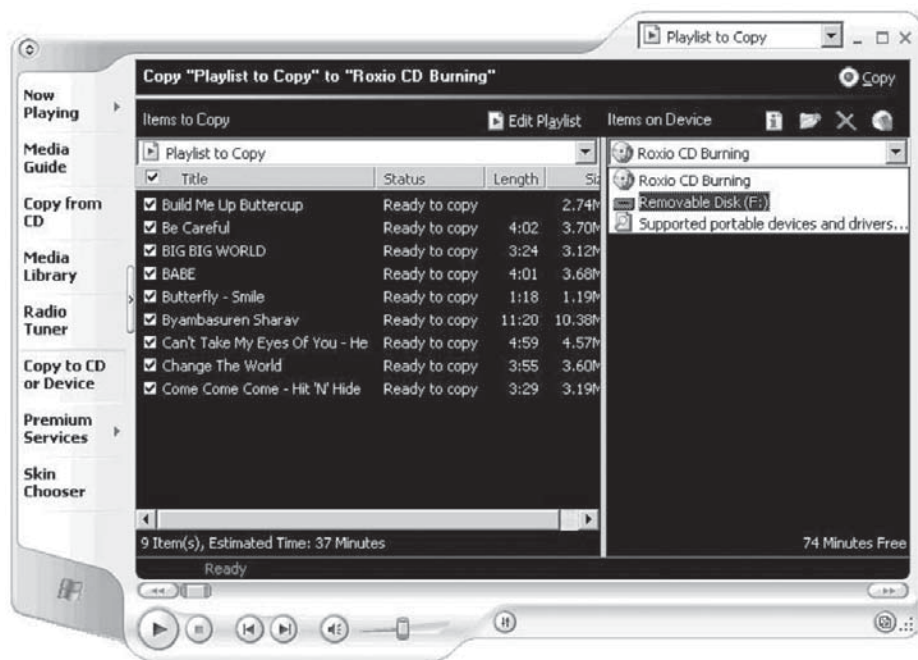 Playlist to Copy
Copy "Playlist to Copy" to "Roxio CD Burning"
Copy
Now
Playing
Media
Guide
Copy from
CD
Media
Library
Radio
Tuner
Copy to CD
or Device
Premium
Services
Skin
Chooser
Items to Copy
Edit Playlist
Playlist to Copy
Title Status Length Siz
Build Me Up Buttercup Ready to copy 2.74M
Be Careful Ready to copy 4:02 3.70M
BIG BIG WORLD Ready to copy 3:24 3.12M
BABE Ready to copy 4:01 3.68M
Butterfly - Smile Ready to copy 1:18 1.19M
Byambasuren Sharav Ready to copy 11:20 10.38M
Can't Take My Eyes Of You - He Ready to copy 4:59 4.57M
Change The World Ready to copy 3:55 3.60M
Come Come Come - Hit 'N' Hide Ready to copy 3:29 3.19M
9 Item(s), Estimated Time: 37 Minutes
Items on Device
Roxio CD Burning
Roxio CD Burning
Removable Disk (F:)
Supported portable devices and drivers...
74 Minutes Free
Ready